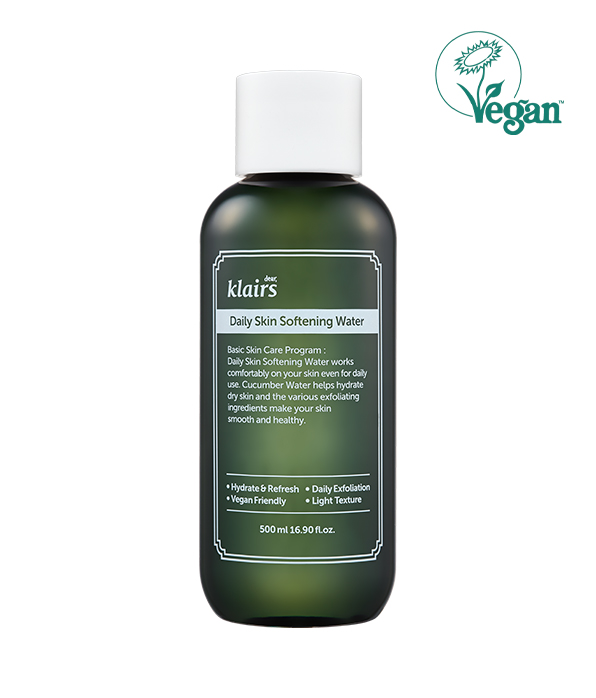 Vegan™
dear,
klairs
Daily Skin Softening Water
Basic Skin Care Program :
Daily Skin Softening Water works
comfortably on your skin even for daily
use. Cucumber Water helps hydrate
dry skin and the various exfoliating
ingredients make your skin
smooth and healthy.
• Hydrate & Refresh • Daily Exfoliation
• Vegan Friendly • Light Texture
500 ml 16.90 fl.oz.